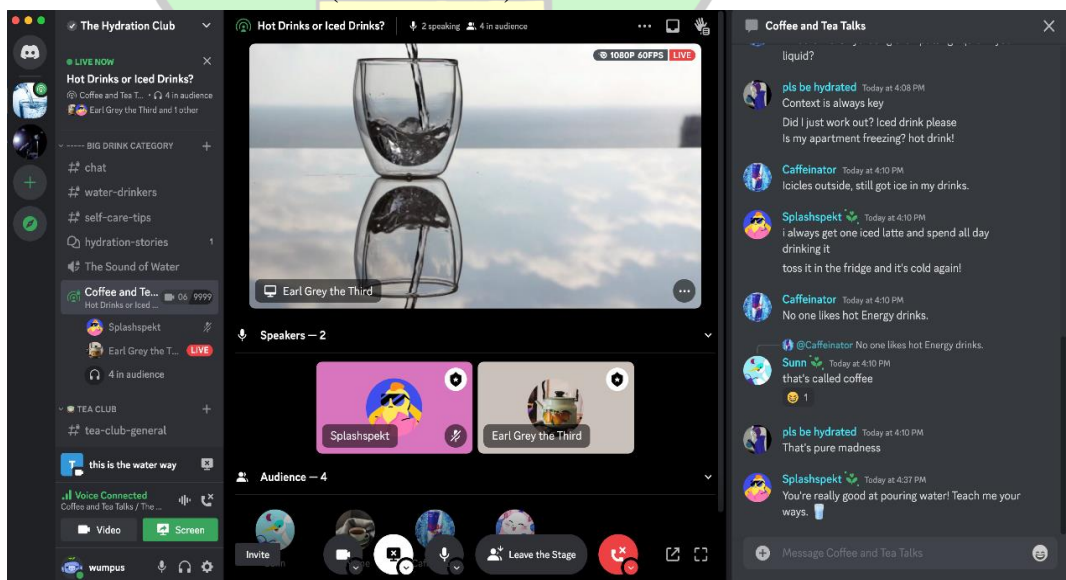 The Hydration Club
LIVE NOW
Hot Drinks or Iced Drinks?
Coffee and Tea T... · 4 in audience
Earl Grey the Third and 1 other
----- BIG DRINK CATEGORY
chat
water-drinkers
self-care-tips
hydration-stories 1
The Sound of Water
Coffee and Te... 06 9999
Hot Drinks or Iced ...
Splashspekt
Earl Grey the T... LIVE
4 in audience
TEA CLUB
tea-club-general
this is the water way
Voice Connected
Coffee and Tea Talks / The ...
Video Screen
wumpus
Hot Drinks or Iced Drinks? 2 speaking 4 in audience
1080P 60FPS LIVE
Earl Grey the Third
Speakers — 2
Splashspekt
Earl Grey the Third
Audience — 4
Invite
Leave the Stage
Coffee and Tea Talks
liquid?
pls be hydrated Today at 4:08 PM
Context is always key
Did I just work out? Iced drink please
Is my apartment freezing? hot drink!
Caffeinator Today at 4:10 PM
Icicles outside, still got ice in my drinks.
Splashspekt Today at 4:10 PM
i always get one iced latte and spend all day
drinking it
toss it in the fridge and it's cold again!
Caffeinator Today at 4:10 PM
No one likes hot Energy drinks.
@Caffeinator No one likes hot Energy drinks.
Sunn Today at 4:10 PM
that's called coffee
1
pls be hydrated Today at 4:10 PM
That's pure madness
Splashspekt Today at 4:37 PM
You're really good at pouring water! Teach me your
ways.
Message Coffee and Tea Talks